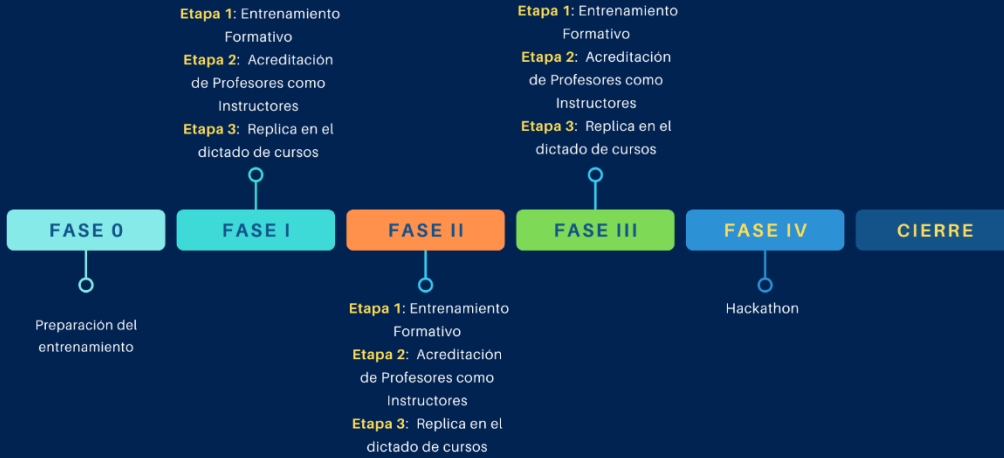 Etapa 1: Entrenamiento
Formativo
Etapa 2: Acreditación
de Profesores como
Instructores
Etapa 3: Replica en el
dictado de cursos
Etapa 1: Entrenamiento
Formativo
Etapa 2: Acreditación
de Profesores como
Instructores
Etapa 3: Replica en el
dictado de cursos
FASE 0
FASE I
FASE II
FASE III
FASE IV
CIERRE
Preparación del
entrenamiento
Etapa 1: Entrenamiento
Formativo
Etapa 2: Acreditación
de Profesores como
Instructores
Etapa 3: Replica en el
dictado de cursos
Hackathon